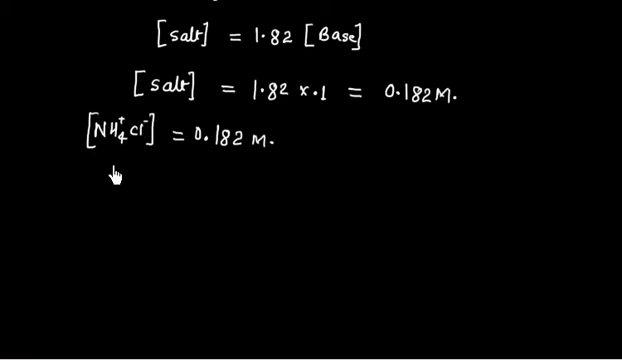 [salt] = 1.82 [Base]
[salt] = 1.82 x .1 = 0.182 M.
[NH₄⁺Cl⁻] = 0.182 M.